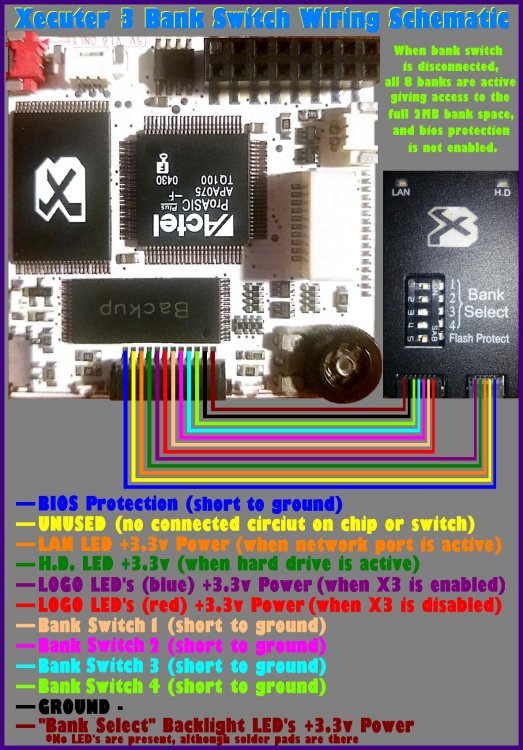 Xecuter 3 Bank Switch Wiring Schematic
When bank switch
is disconnected,
all 8 banks are active
giving access to the
full 2MB bank space,
and bios protection
is not enabled.
Actel
ProASIC Plus
APA075 -F
TQ100 0430
Backup
LAN
H.D
1
2
3
4
Bank
Select
Flash Protect
—BIOS Protection (short to ground)
—UNUSED (no connected circiut on chip or switch)
—LAN LED +3.3v Power (when network port is active)
—H.D. LED +3.3v (when hard drive is active)
—LOGO LED's (blue) +3.3v Power (when X3 is enabled)
—LOGO LED's (red) +3.3v Power (when X3 is disabled)
—Bank Switch 1 (short to ground)
—Bank Switch 2 (short to ground)
—Bank Switch 3 (short to ground)
—Bank Switch 4 (short to ground)
—GROUND -
—"Bank Select" Backlight LED's +3.3v Power
*No LED's are present, although solder pads are there